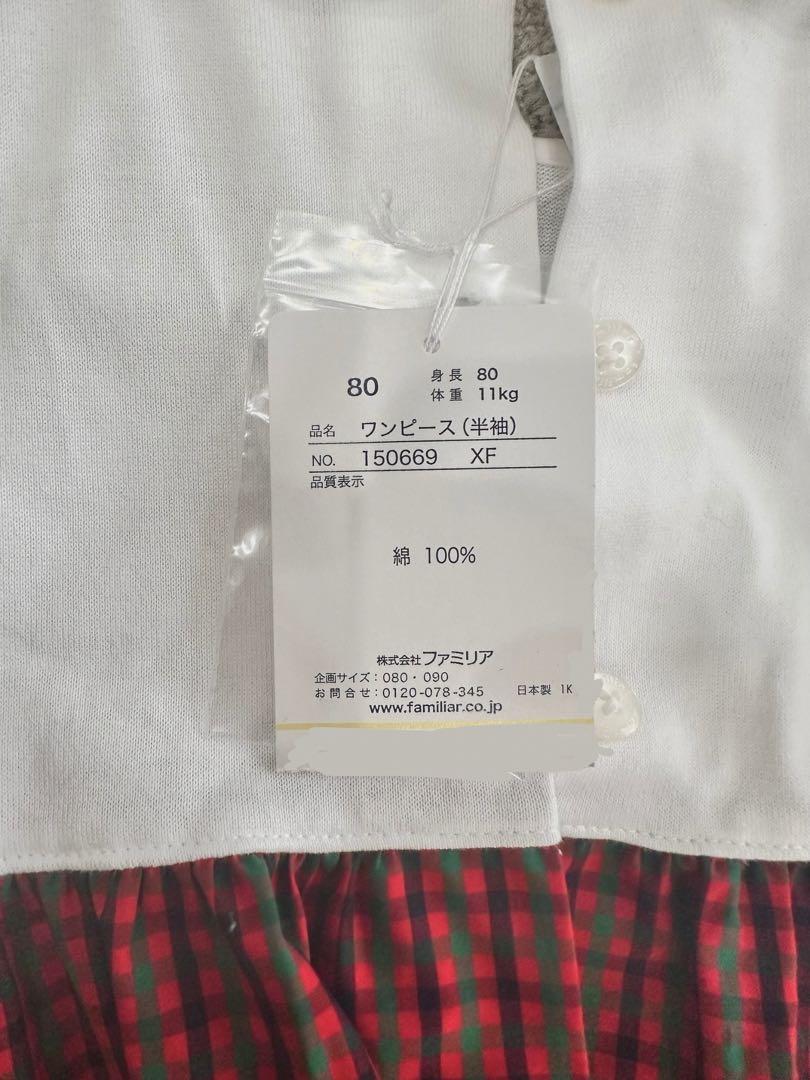 80
身長 80
体重 11kg
品名 ワンピース(半袖)
NO. 150669 XF
品質表示
綿 100%
株式会社ファミリア
企画サイズ:080・090
お問合せ:0120-078-345 日本製 1K
www.familiar.co.jp